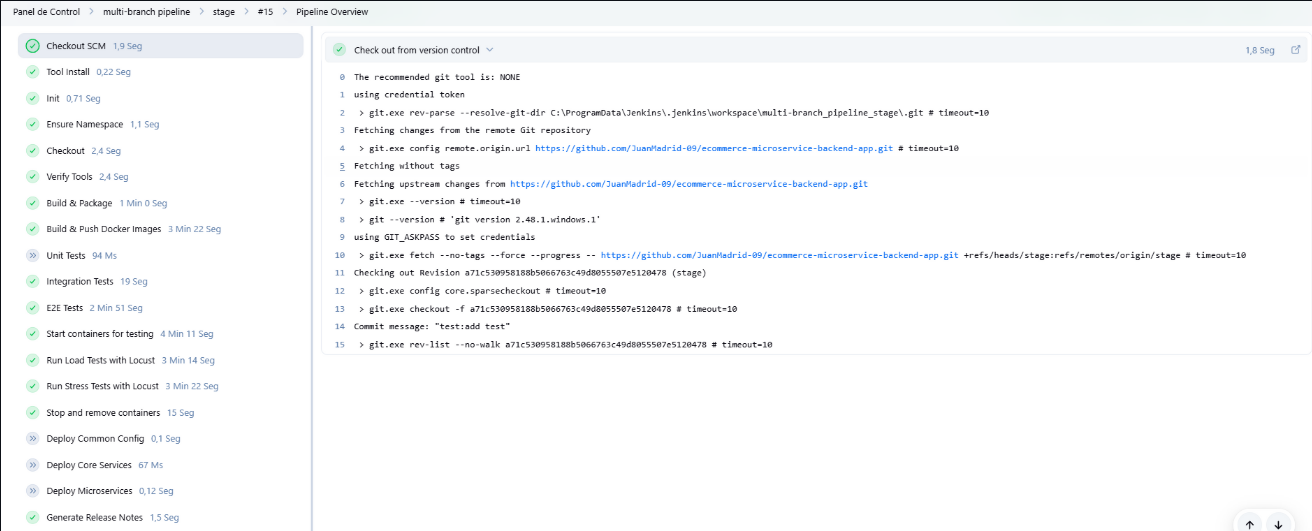 Panel de Control > multi-branch pipeline > stage > #15 > Pipeline Overview
Checkout SCM 1,9 Seg
Tool Install 0,22 Seg
Init 0,71 Seg
Ensure Namespace 1,1 Seg
Checkout 2,4 Seg
Verify Tools 2,4 Seg
Build & Package 1 Min 0 Seg
Build & Push Docker Images 3 Min 22 Seg
Unit Tests 94 Ms
Integration Tests 19 Seg
E2E Tests 2 Min 51 Seg
Start containers for testing 4 Min 11 Seg
Run Load Tests with Locust 3 Min 14 Seg
Run Stress Tests with Locust 3 Min 22 Seg
Stop and remove containers 15 Seg
Deploy Common Config 0,1 Seg
Deploy Core Services 67 Ms
Deploy Microservices 0,12 Seg
Generate Release Notes 1,5 Seg
Check out from version control 1,8 Seg
0 The recommended git tool is: NONE
1 using credential token
2 > git.exe rev-parse --resolve-git-dir C:\ProgramData\Jenkins\.jenkins\workspace\multi-branch_pipeline_stage\.git # timeout=10
3 Fetching changes from the remote Git repository
4 > git.exe config remote.origin.url https://github.com/JuanMadrid-09/ecommerce-microservice-backend-app.git # timeout=10
5 Fetching without tags
6 Fetching upstream changes from https://github.com/JuanMadrid-09/ecommerce-microservice-backend-app.git
7 > git.exe --version # timeout=10
8 > git --version # 'git version 2.48.1.windows.1'
9 using GIT_ASKPASS to set credentials
10 > git.exe fetch --no-tags --force --progress -- https://github.com/JuanMadrid-09/ecommerce-microservice-backend-app.git +refs/heads/stage:refs/remotes/origin/stage # timeout=10
11 Checking out Revision a71c530958188b5066763c49d8055507e5120478 (stage)
12 > git.exe config core.sparsecheckout # timeout=10
13 > git.exe checkout -f a71c530958188b5066763c49d8055507e5120478 # timeout=10
14 Commit message: "test:add test"
15 > git.exe rev-list --no-walk a71c530958188b5066763c49d8055507e5120478 # timeout=10